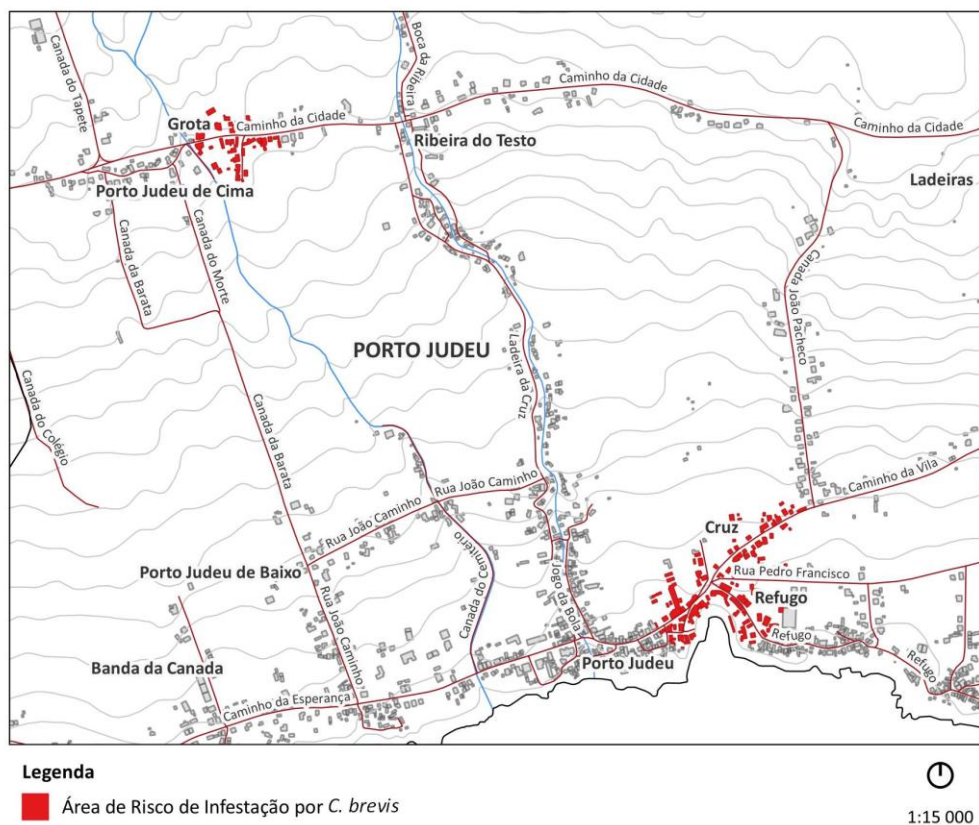 Canada do Tapete
Boca da Ribeira
Caminho da Cidade
Grota
Caminho da Cidade
Caminho da Cidade
Ribeira do Testo
Porto Judeu de Cima
Ladeiras
Canada da Barata
Canada do Morte
Canada João Pacheco
PORTO JUDEU
Ladeira da Cruz
Canada do Colégio
Canada da Barata
Rua João Caminho
Caminho da Vila
Rua João Caminho
Cruz
Canada do Cemitério
Jogo da Bola
Porto Judeu de Baixo
Rua Pedro Francisco
Rua João Caminho
Refugo
Refugo
Banda da Canada
Porto Judeu
Refugo
Caminho da Esperança
Legenda
Área de Risco de Infestação por C. brevis
1:15 000